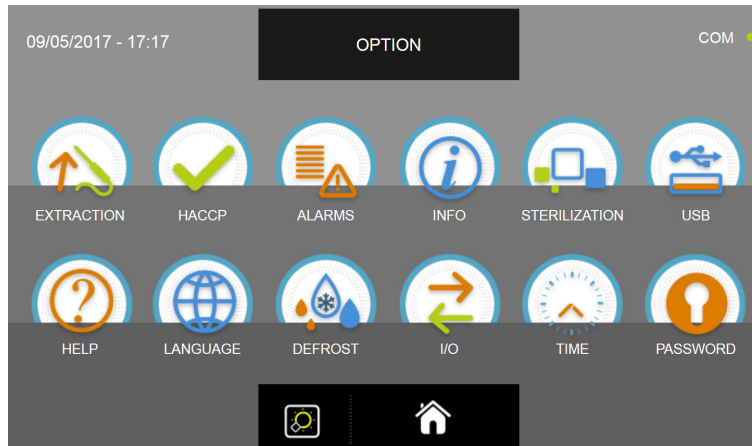 09/05/2017 - 17:17
OPTION
COM
EXTRACTION
HACCP
ALARMS
INFO
STERILIZATION
USB
HELP
LANGUAGE
DEFROST
I/O
TIME
PASSWORD